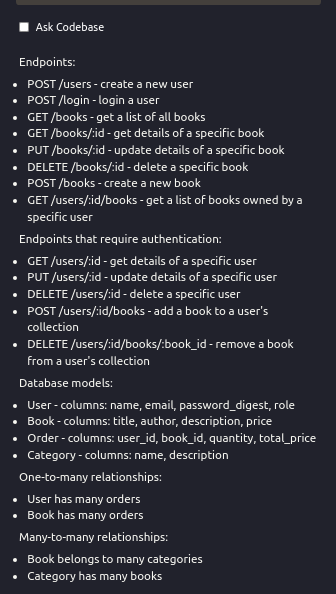 Ask Codebase
Endpoints:
• POST /users - create a new user
• POST /login - login a user
• GET /books - get a list of all books
• GET /books/:id - get details of a specific book
• PUT /books/:id - update details of a specific book
• DELETE /books/:id - delete a specific book
• POST /books - create a new book
• GET /users/:id/books - get a list of books owned by a
specific user
Endpoints that require authentication:
• GET /users/:id - get details of a specific user
• PUT /users/:id - update details of a specific user
• DELETE /users/:id - delete a specific user
• POST /users/:id/books - add a book to a user's
collection
• DELETE /users/:id/books/:book_id - remove a book
from a user's collection
Database models:
• User - columns: name, email, password_digest, role
• Book - columns: title, author, description, price
• Order - columns: user_id, book_id, quantity, total_price
• Category - columns: name, description
One-to-many relationships:
• User has many orders
• Book has many orders
Many-to-many relationships:
• Book belongs to many categories
• Category has many books